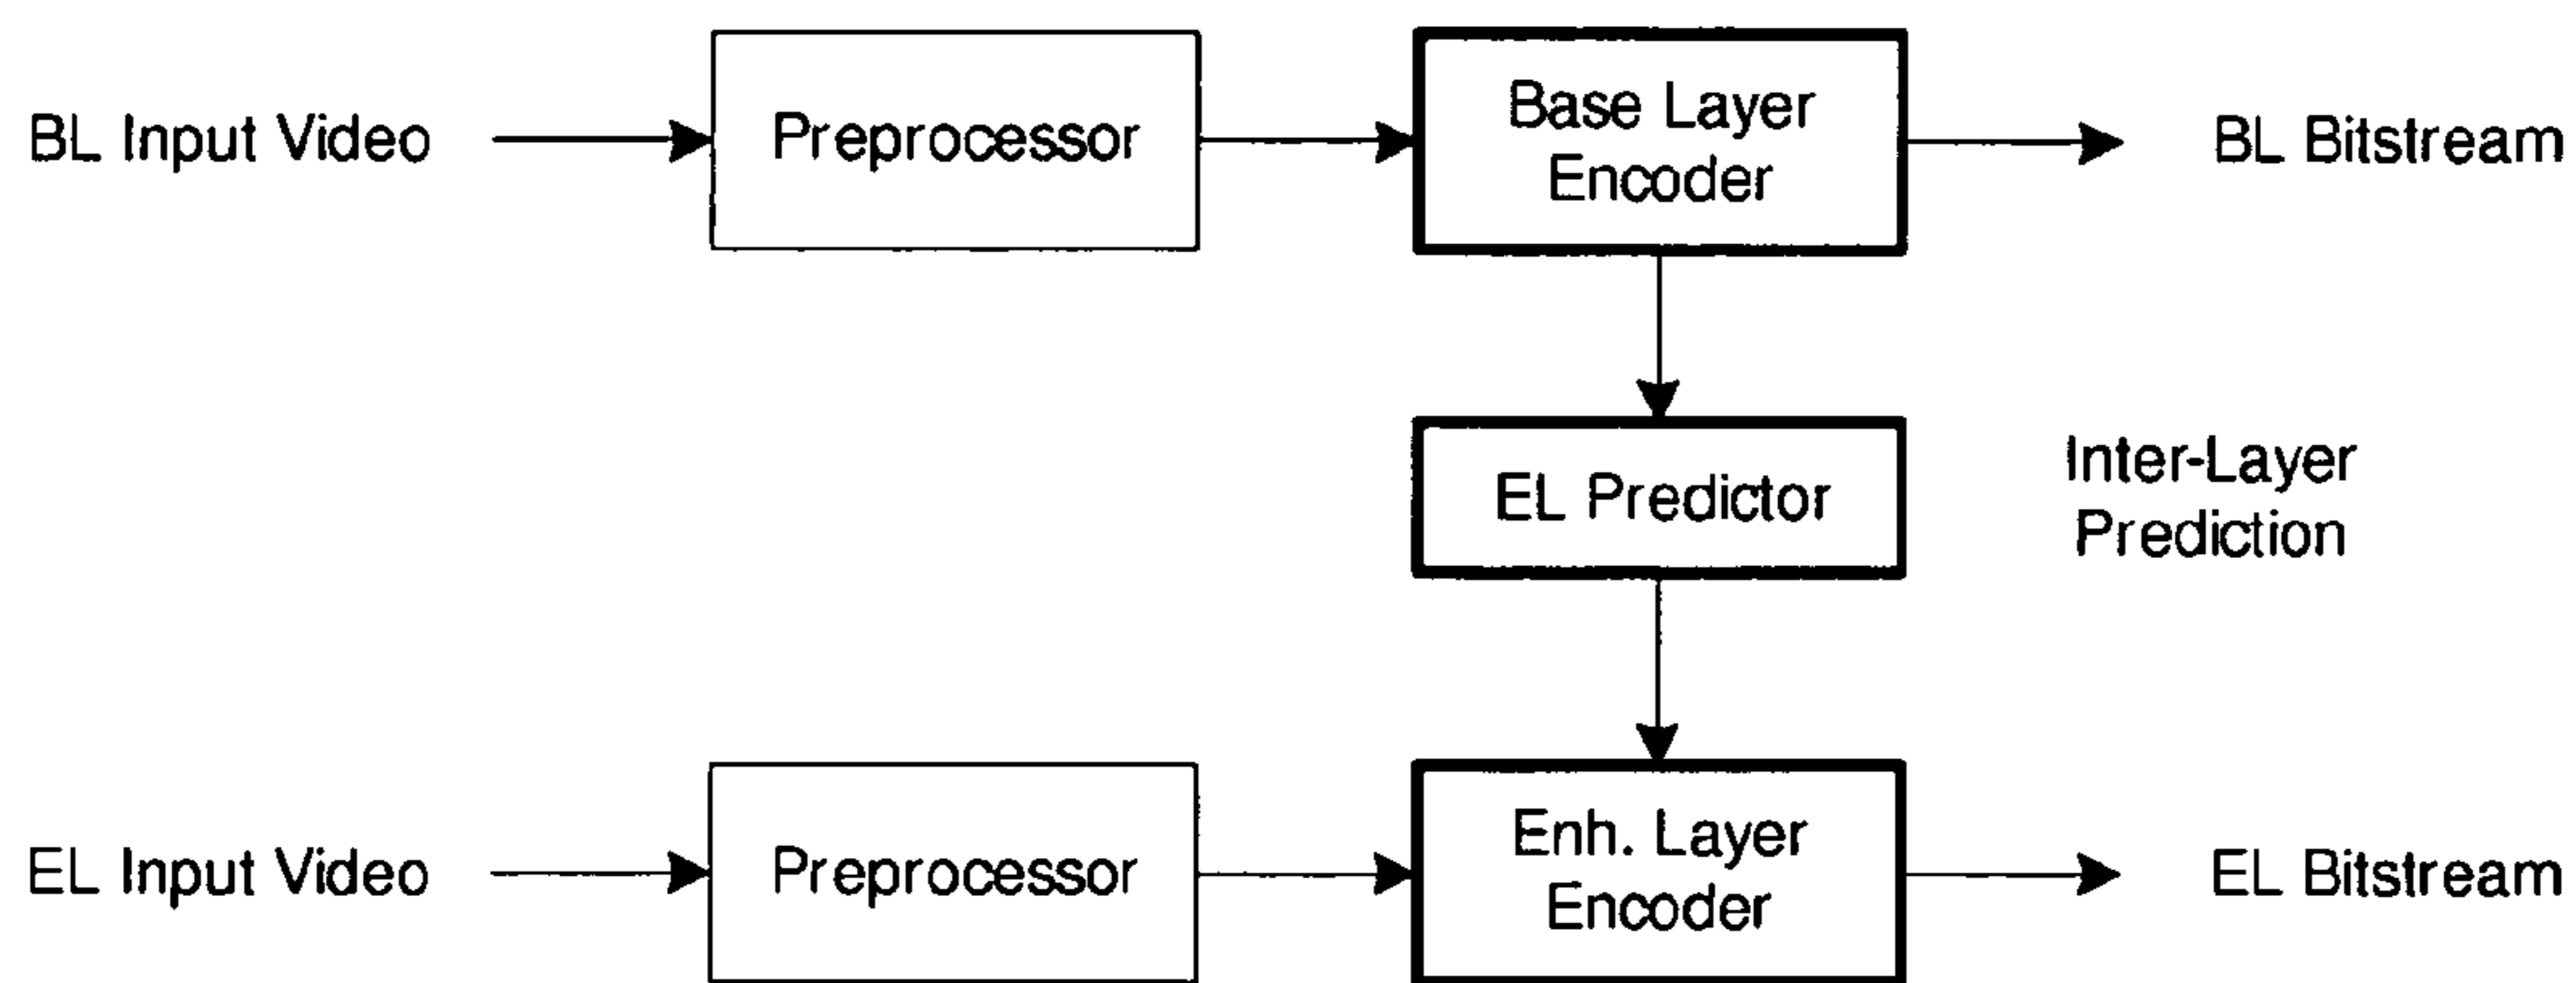 BL Input Video
Preprocessor
Base Layer
Encoder
BL Bitstream
EL Predictor
Inter-Layer
Prediction
EL Input Video
Preprocessor
Enh. Layer
Encoder
EL Bitstream